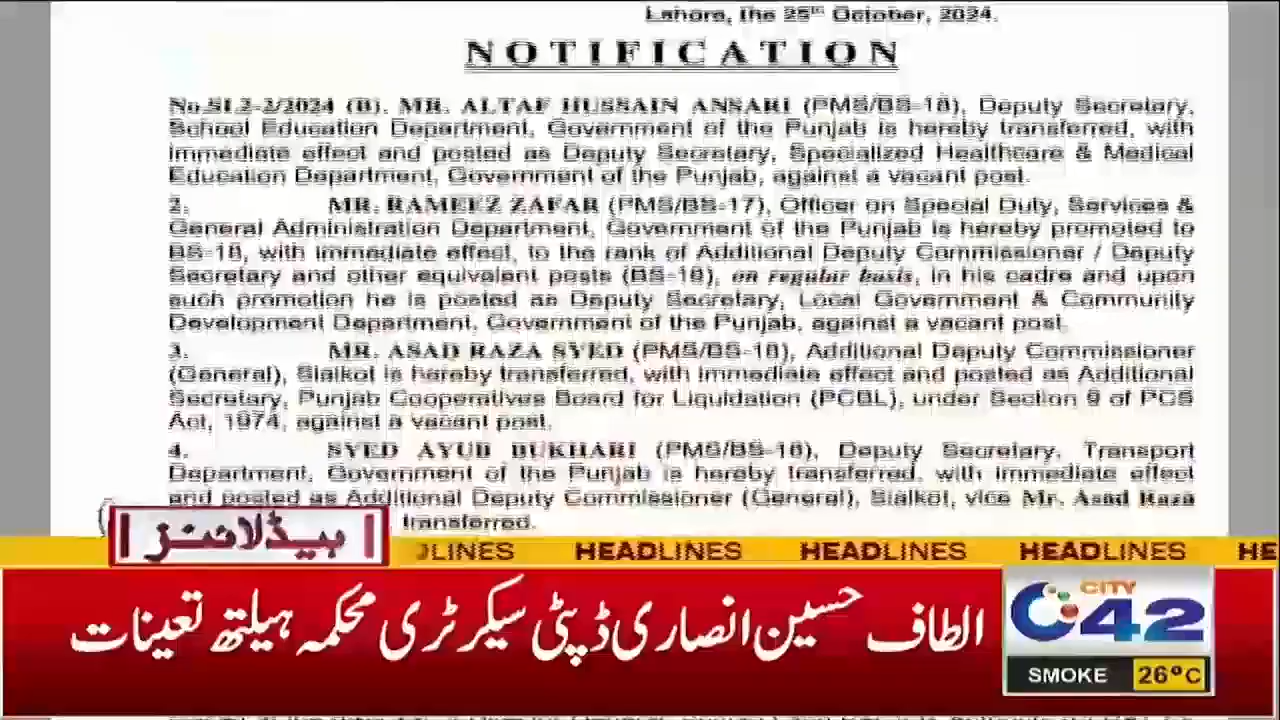 Lahore, the 25th October, 2024.
NOTIFICATION
No.SI.2-2/2024 (B). MR. ALTAF HUSSAIN ANSARI (PMS/BS-18), Deputy Secretary,
School Education Department, Government of the Punjab is hereby transferred, with
immediate effect and posted as Deputy Secretary, Specialized Healthcare & Medical
Education Department, Government of the Punjab, against a vacant post.
2. MR. RAMEEZ ZAFAR (PMS/BS-17), Officer on Special Duty, Services &
General Administration Department, Government of the Punjab is hereby promoted to
BS-18, with immediate effect, to the rank of Additional Deputy Commissioner / Deputy
Secretary and other equivalent posts (BS-18), on regular basis, in his cadre and upon
such promotion he is posted as Deputy Secretary, Local Government & Community
Development Department, Government of the Punjab, against a vacant post.
3. MR. ASAD RAZA SYED (PMS/BS-18), Additional Deputy Commissioner
(General), Sialkot is hereby transferred, with immediate effect and posted as Additional
Secretary, Punjab Cooperatives Board for Liquidation (PCBL), under Section 9 of PCS
Act, 1974, against a vacant post.
4. SYED AYUB BUKHARI (PMS/BS-18), Deputy Secretary, Transport
Department, Government of the Punjab is hereby transferred, with immediate effect
and posted as Additional Deputy Commissioner (General), Sialkot, vice Mr. Asad Raza
transferred.
ہیڈلائنز
LINES HEADLINES HEADLINES HEADLINES HE
الطاف حسین انصاری ڈپٹی سیکرٹری محکمہ ہیلتھ تعینات
CITY
42
SMOKE 26°C